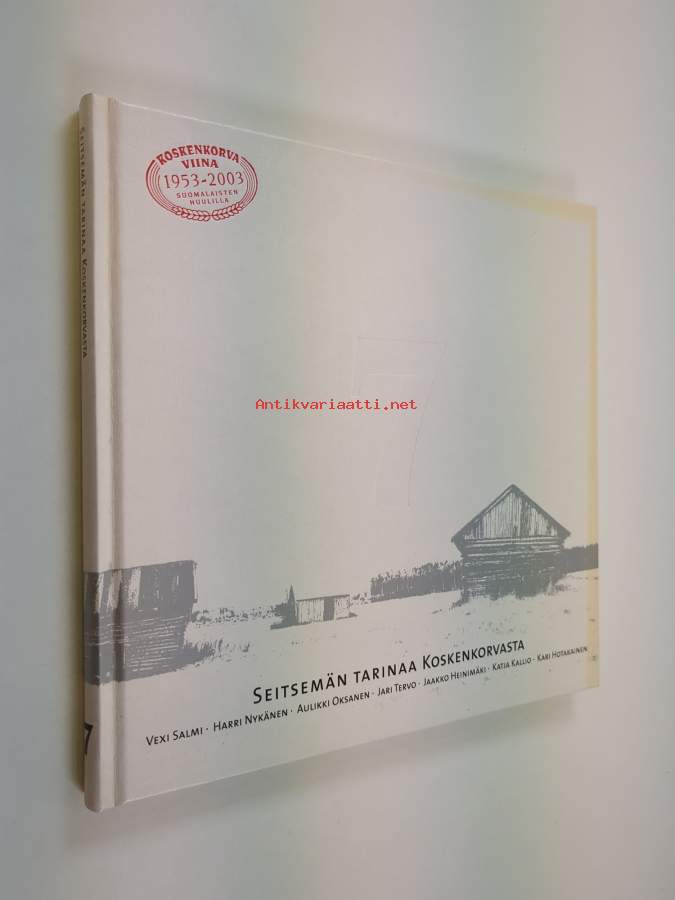 SEITSEMÄN TARINAA KOSKENKORVASTA
KOSKENKORVA
VIINA
1953-2003
SUOMALAISTEN
HUULILLA
7
Antikvariaatti.net
SEITSEMÄN TARINAA KOSKENKORVASTA
VEXI SALMI · HARRI NYKÄNEN · AULIKKI OKSANEN · JARI TERVO · JAAKKO HEINIMÄKI · KATJA KALLIO · KARI HOTAKAINEN
7